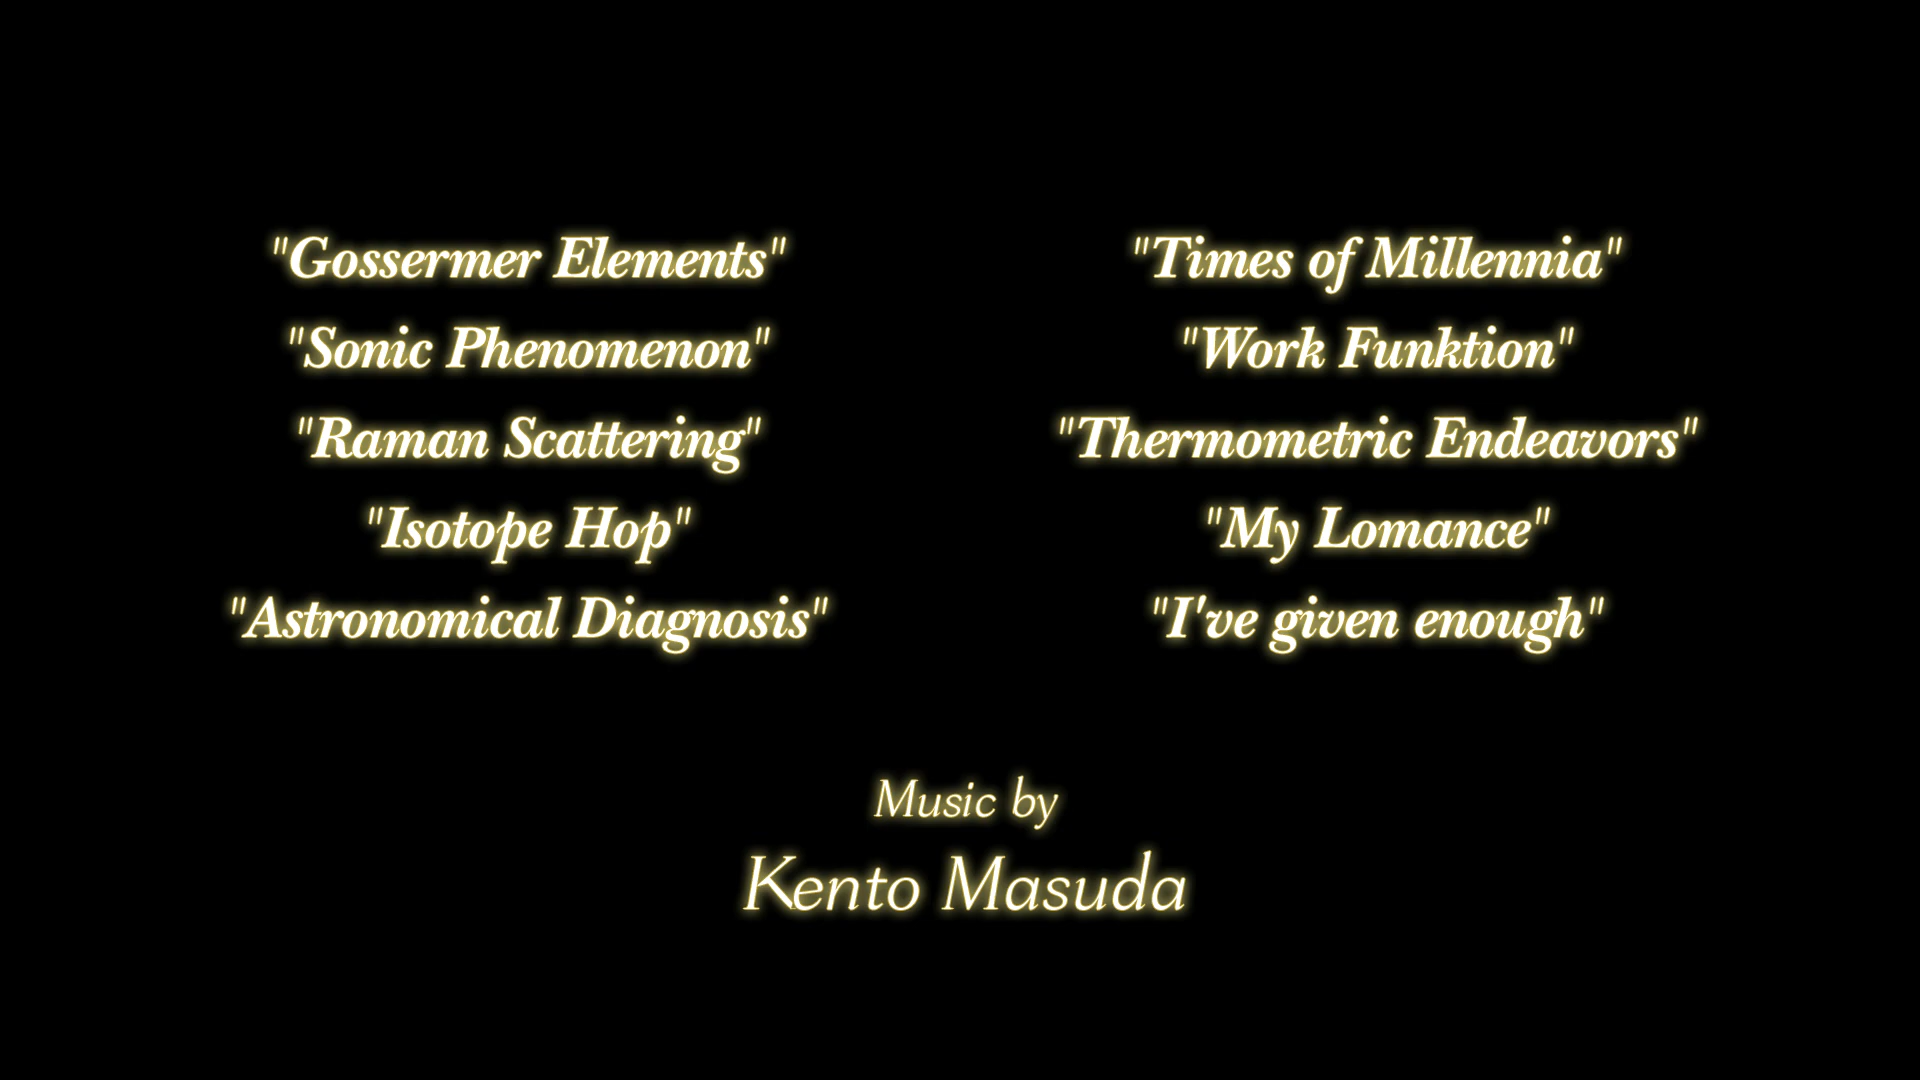 "Gossermer Elements"
"Sonic Phenomenon"
"Raman Scattering"
"Isotope Hop"
"Astronomical Diagnosis"
"Times of Millennia"
"Work Funktion"
"Thermometric Endeavors"
"My Lomance"
"I've given enough"
Music by
Kento Masuda